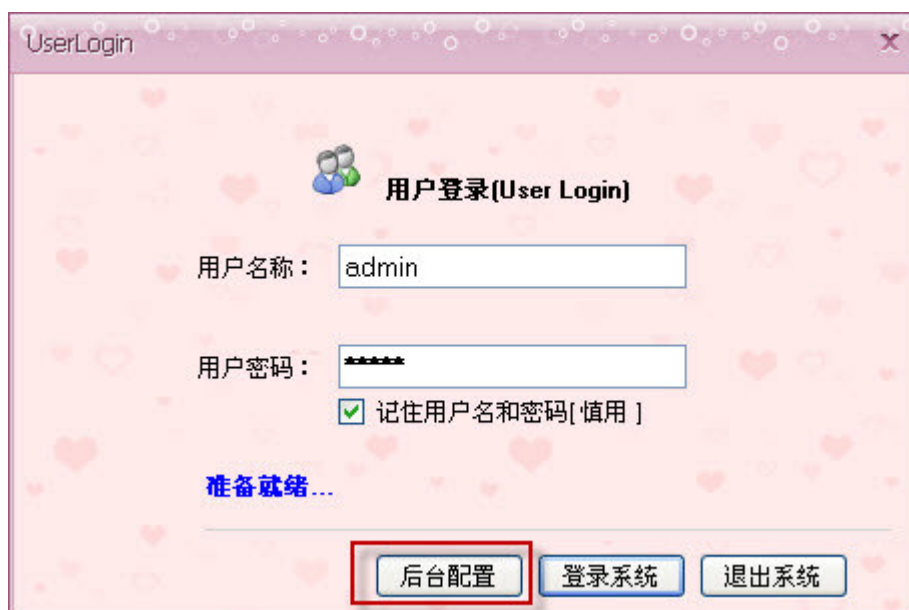 UserLogin
用户登录(User Login)
用户名称：
admin
用户密码：
*****
记住用户名和密码[ 慎用 ]
准备就绪...
后台配置
登录系统
退出系统